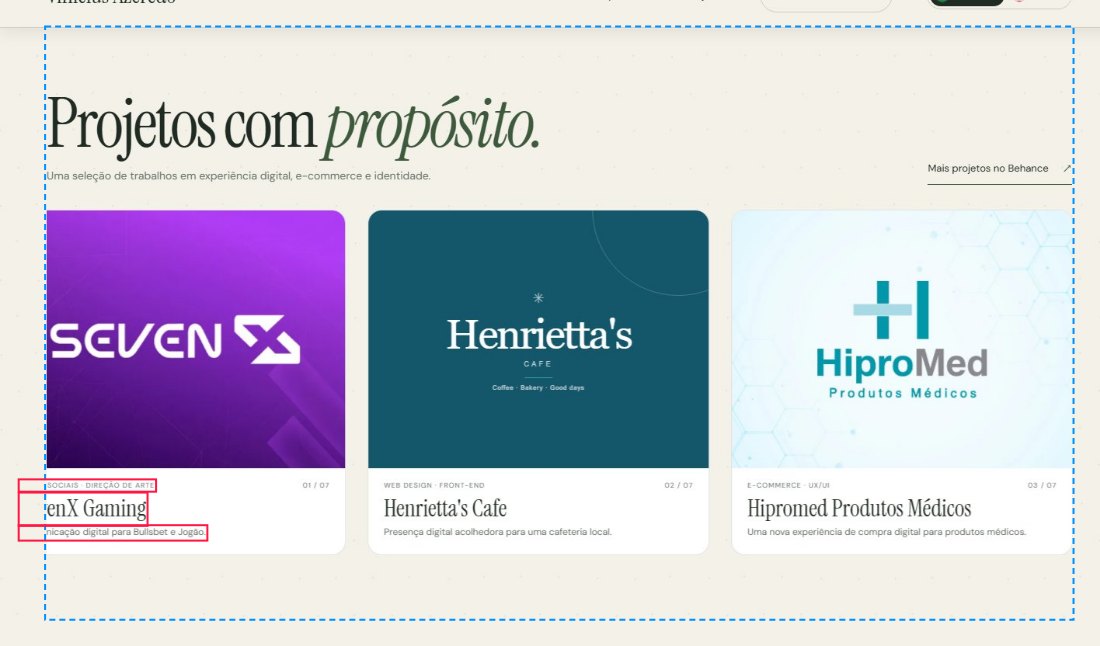 Projetos com propósito.
Uma seleção de trabalhos em experiência digital, e-commerce e identidade.
Mais projetos no Behance ↗
SEVEN
Henrietta's
CAFE
Coffee · Bakery · Good days
HiproMed
Produtos Médicos
SOCIAIS · DIREÇÃO DE ARTE
01 / 07
enX Gaming
nicação digital para Bullsbet e Jogão.
WEB DESIGN · FRONT-END
02 / 07
Henrietta's Cafe
Presença digital acolhedora para uma cafeteria local.
E-COMMERCE · UX/UI
03 / 07
Hipromed Produtos Médicos
Uma nova experiência de compra digital para produtos médicos.